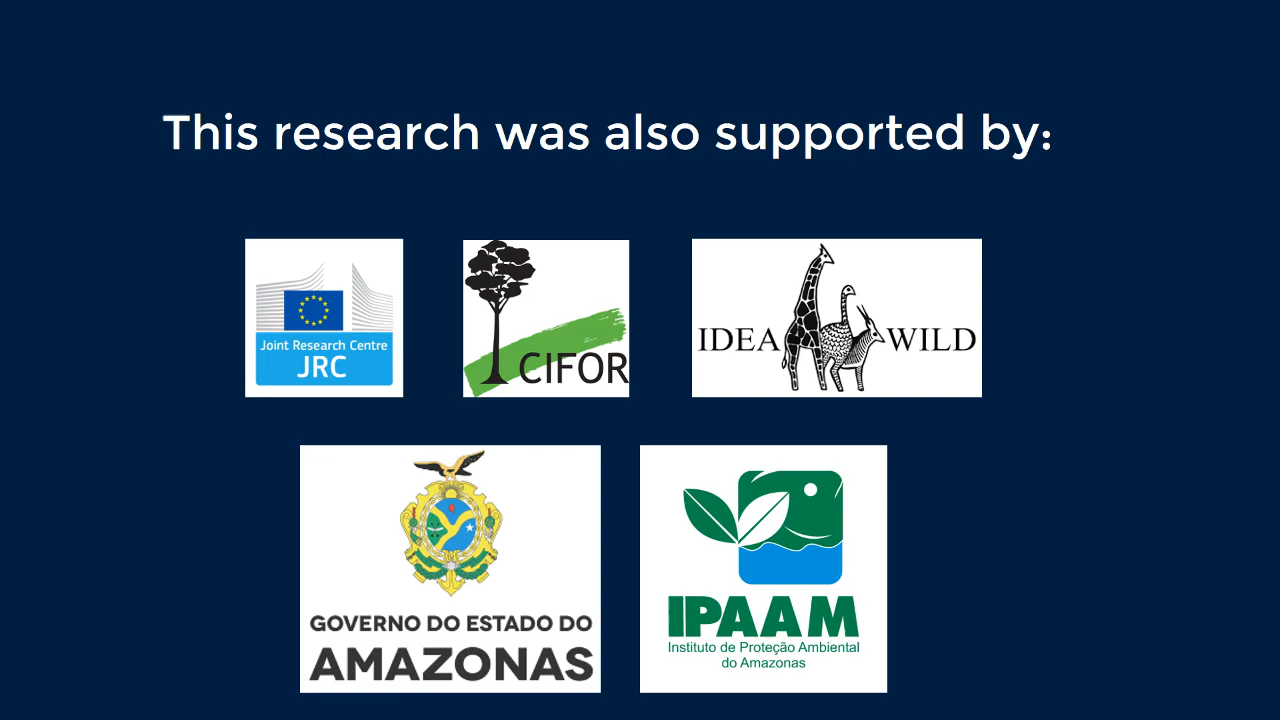 This research was also supported by:
Joint Research Centre
JRC
CIFOR
IDEA WILD
GOVERNO DO ESTADO DO
AMAZONAS
IPAAM
Instituto de Proteção Ambiental
do Amazonas